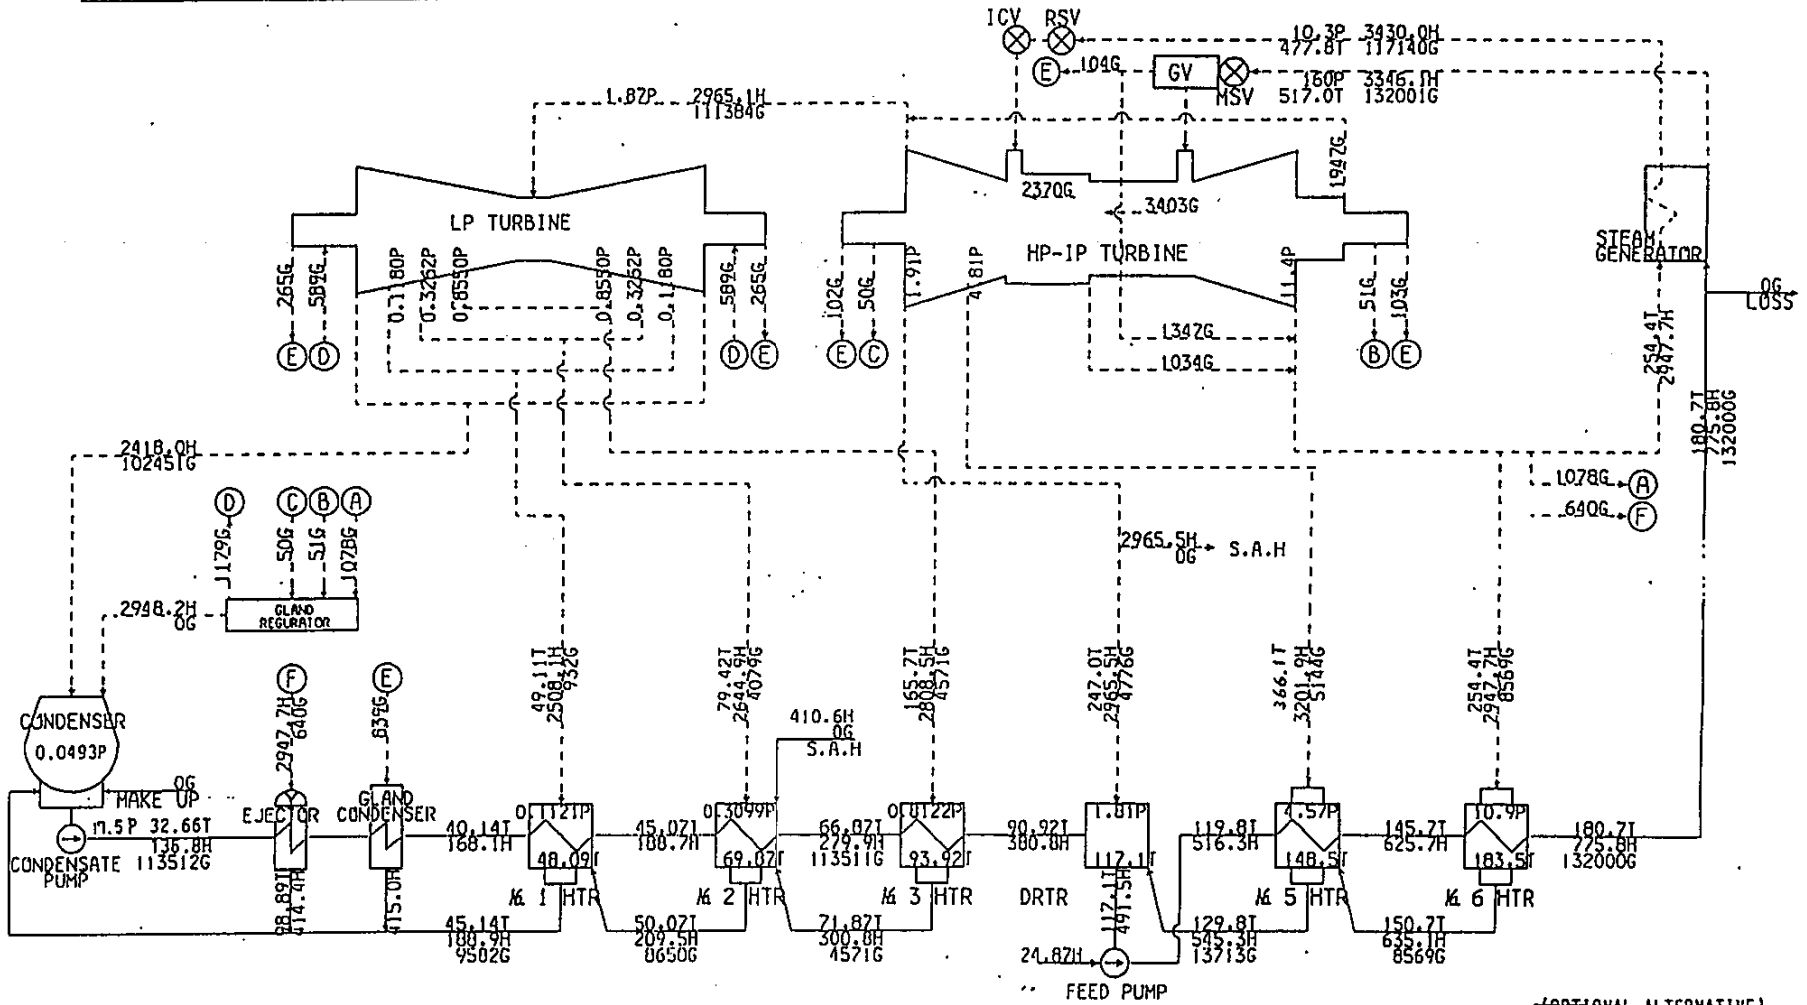 ICV RSV
10.3P 3430.0H
477.8T 117140G
E 104G GV
MSV
160P 3346.1H
517.0T 132001G
1.87P 2965.1H
111384G
1947G
2370G
3403G
LP TURBINE
HP-IP TURBINE
STEAM
GENERATOR
0G
LOSS
265G
589G
0.1180P
0.3262P
0.8550P
0.8550P
0.3262P
0.1180P
589G
265G
102G
50G
1.91P
4.81P
11.4P
51G
103G
E D
D E
E C
B E
1347G
1034G
254.4T
2947.7H
180.7T
775.8H
132000G
2418.0H
102451G
D C B A
1179G
50G
51G
1078G
1078G A
640G F
2948.2H
0G
GLAND
REGURATOR
2965.5H
0G
S.A.H
F
E
2947.7H
640G
639G
49.11T
2508.1H
932G
79.42T
2644.9H
4079G
165.7T
2808.5H
4571G
247.0T
2965.5H
4776G
366.1T
3201.9H
5144G
254.4T
2947.7H
8569G
410.6H
0G
S.A.H
CONDENSER
0.0493P
0G
MAKE UP
EJECTOR
GLAND
CONDENSER
0.1121P
0.3099P
0.8122P
1.81P
4.57P
10.9P
17.5P 32.66T
136.8H
113512G
CONDENSATE
PUMP
40.14T
168.1H
45.07T
188.7H
66.87T
279.9H
113511G
90.92T
380.8H
119.8T
516.3H
145.7T
625.7H
180.7T
775.8H
132000G
48.09T
69.07T
93.92T
117.1T
148.5T
183.5T
№ 1 HTR
№ 2 HTR
№ 3 HTR
DRTR
№ 5 HTR
№ 6 HTR
98.89T
414.4H
415.0H
117.1T
491.5H
45.14T
188.9H
9502G
50.07T
209.5H
8650G
71.87T
300.8H
4571G
129.8T
545.3H
13713G
150.7T
635.1H
8569G
24.87H
FEED PUMP
(OPTIONAL ALTERNATIVE)